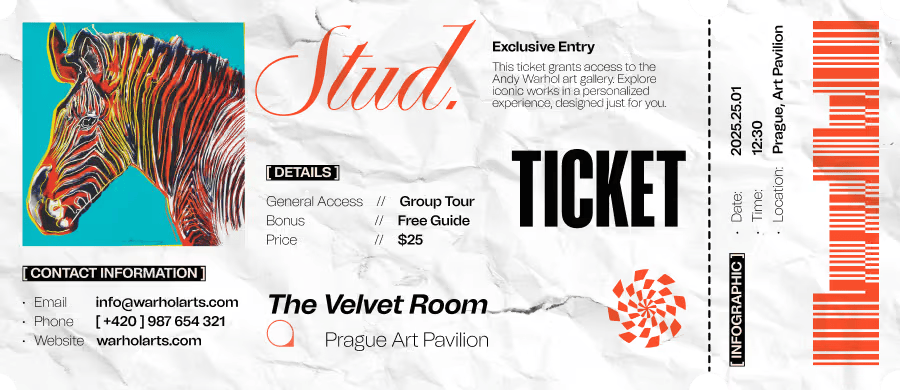 Stud.
Exclusive Entry
This ticket grants access to the
Andy Warhol art gallery. Explore
iconic works in a personalized
experience, designed just for you.
TICKET
[ DETAILS ]
General Access // Group Tour
Bonus // Free Guide
Price // $25
[ CONTACT INFORMATION ]
· Email info@warholarts.com
· Phone [ +420 ] 987 654 321
· Website warholarts.com
The Velvet Room
Prague Art Pavilion
· Date: 2025.25.01
· Time: 12:30
· Location: Prague, Art Pavilion
[ INFOGRAPHIC ]